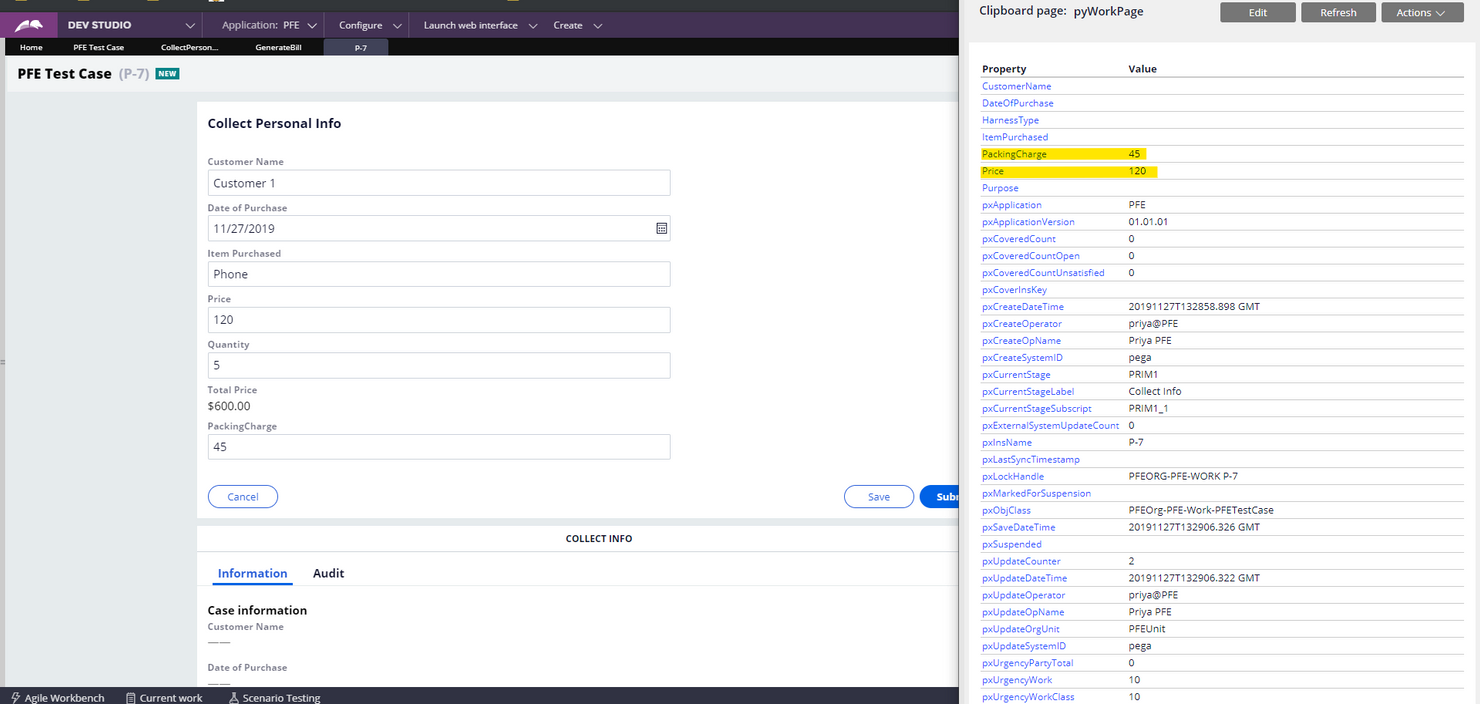 DEV STUDIO
Application: PFE
Configure
Launch web interface
Create
Home
PFE Test Case
CollectPerson...
GenerateBill
P-7
PFE Test Case (P-7) NEW
Collect Personal Info
Customer Name
Customer 1
Date of Purchase
11/27/2019
Item Purchased
Phone
Price
120
Quantity
5
Total Price
$600.00
PackingCharge
45
Cancel
Save
Subm
COLLECT INFO
Information
Audit
Case information
Customer Name
——
Date of Purchase
——
Agile Workbench
Current work
Scenario Testing
Clipboard page: pyWorkPage
Edit
Refresh
Actions
Property Value
CustomerName
DateOfPurchase
HarnessType
ItemPurchased
PackingCharge 45
Price 120
Purpose
pxApplication PFE
pxApplicationVersion 01.01.01
pxCoveredCount 0
pxCoveredCountOpen 0
pxCoveredCountUnsatisfied 0
pxCoverInsKey
pxCreateDateTime 20191127T132858.898 GMT
pxCreateOperator priya@PFE
pxCreateOpName Priya PFE
pxCreateSystemID pega
pxCurrentStage PRIM1
pxCurrentStageLabel Collect Info
pxCurrentStageSubscript PRIM1_1
pxExternalSystemUpdateCount 0
pxInsName P-7
pxLastSyncTimestamp
pxLockHandle PFEORG-PFE-WORK P-7
pxMarkedForSuspension
pxObjClass PFEOrg-PFE-Work-PFETestCase
pxSaveDateTime 20191127T132906.326 GMT
pxSuspended
pxUpdateCounter 2
pxUpdateDateTime 20191127T132906.322 GMT
pxUpdateOperator priya@PFE
pxUpdateOpName Priya PFE
pxUpdateOrgUnit PFEUnit
pxUpdateSystemID pega
pxUrgencyPartyTotal 0
pxUrgencyWork 10
pxUrgencyWorkClass 10